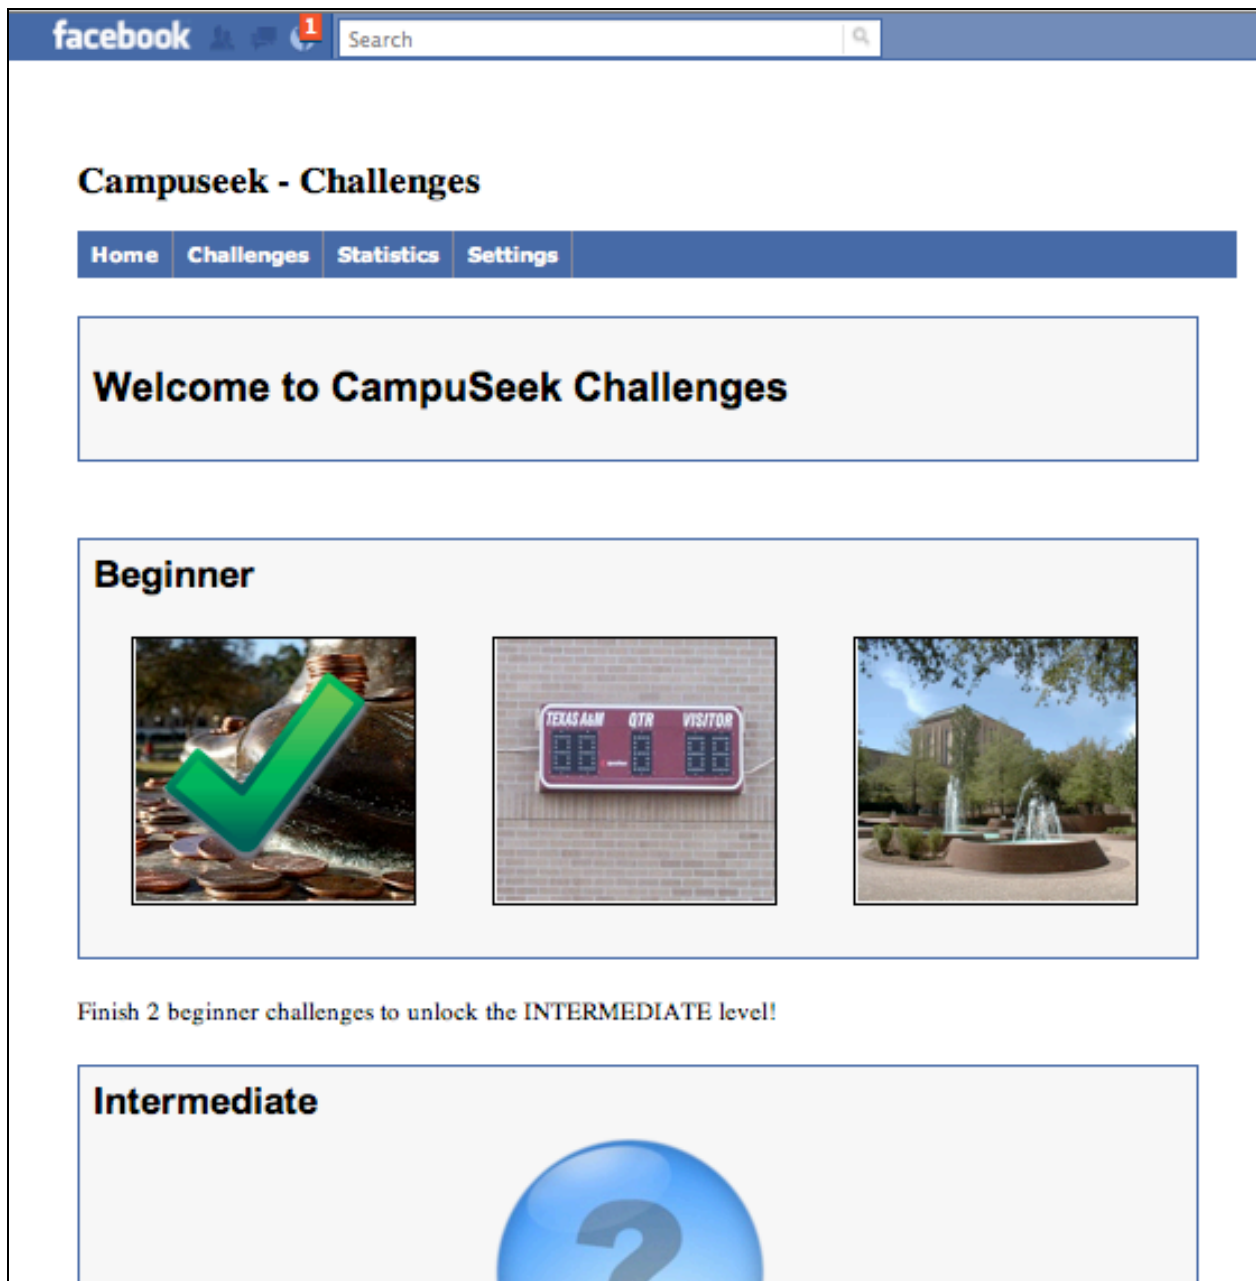 facebook 1 Search
Campuseek - Challenges
Home Challenges Statistics Settings
Welcome to CampuSeek Challenges
Beginner
TEXAS A&M QTR VISITOR
Finish 2 beginner challenges to unlock the INTERMEDIATE level!
Intermediate
?